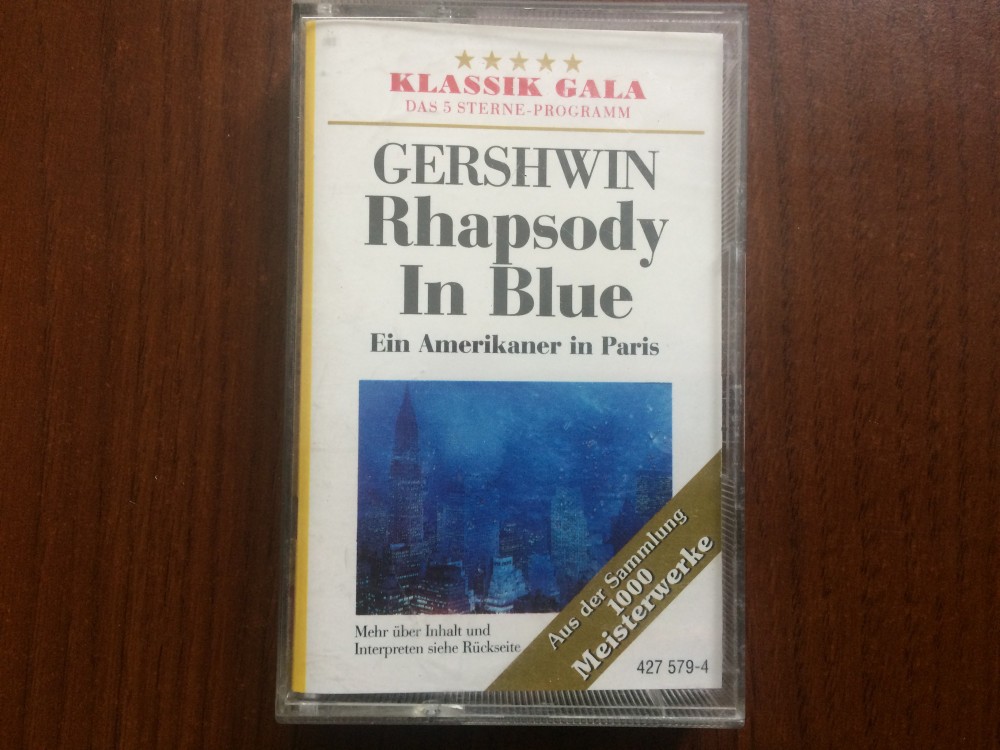 KLASSIK GALA
DAS 5 STERNE-PROGRAMM
GERSHWIN
Rhapsody
In Blue
Ein Amerikaner in Paris
Aus der Sammlung
1000
Meisterwerke
Mehr über Inhalt und
Interpreten siehe Rückseite
427 579-4